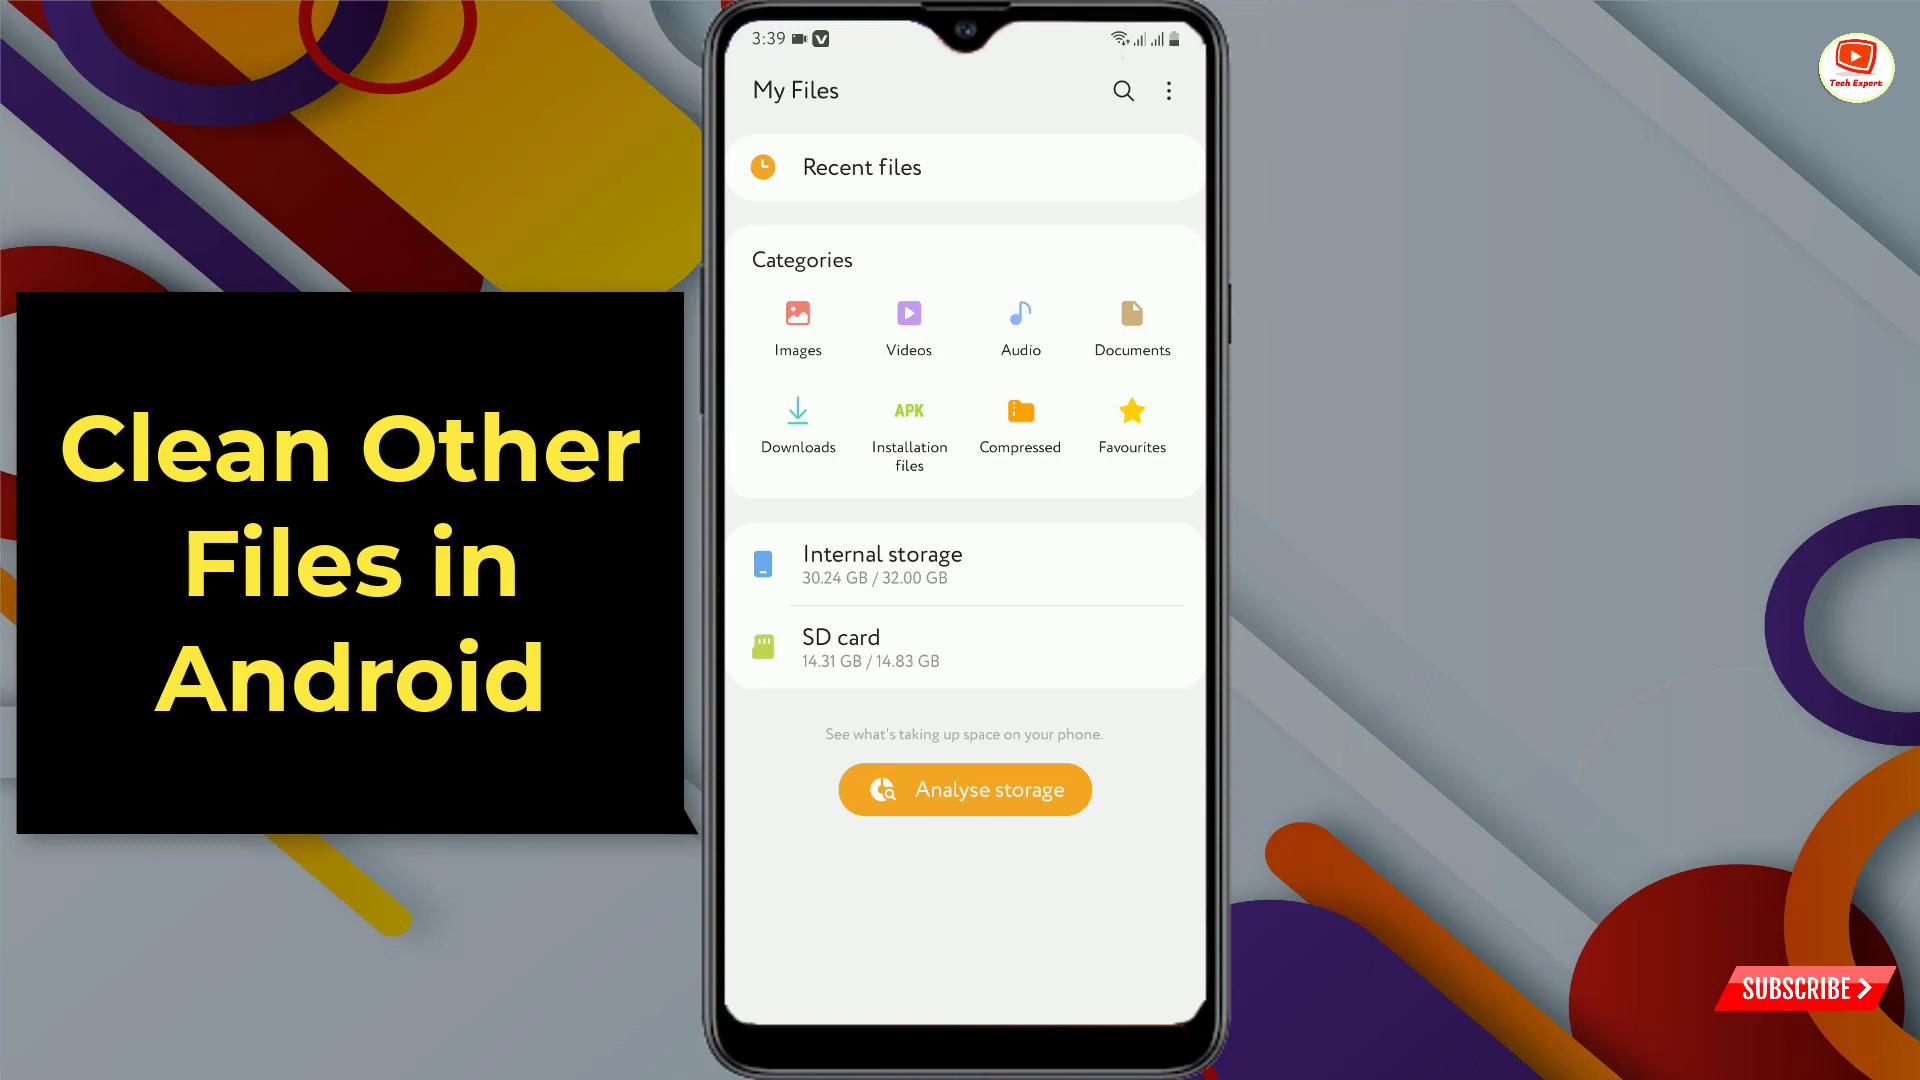 3:39
My Files
Recent files
Categories
Images
Videos
Audio
Documents
APK
Downloads
Installation
files
Compressed
Favourites
Internal storage
30.24 GB / 32.00 GB
SD card
14.31 GB / 14.83 GB
See what's taking up space on your phone.
Analyse storage
Clean Other
Files in
Android
Tech Expert
SUBSCRIBE